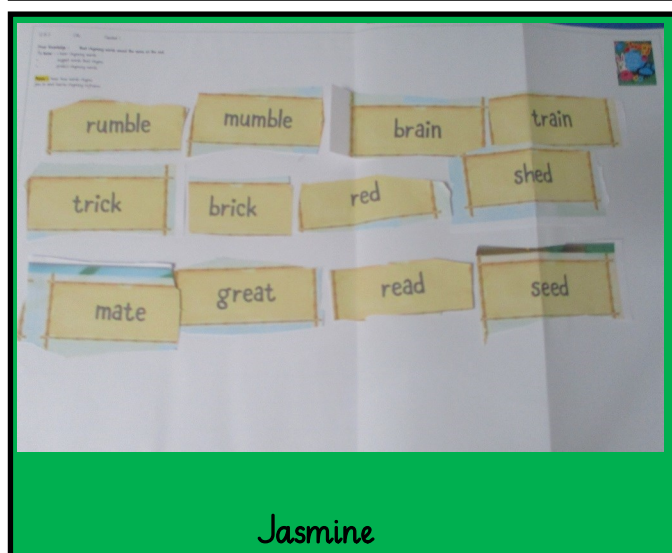 rumble mumble brain train
trick brick red shed
mate great read seed
Jasmine